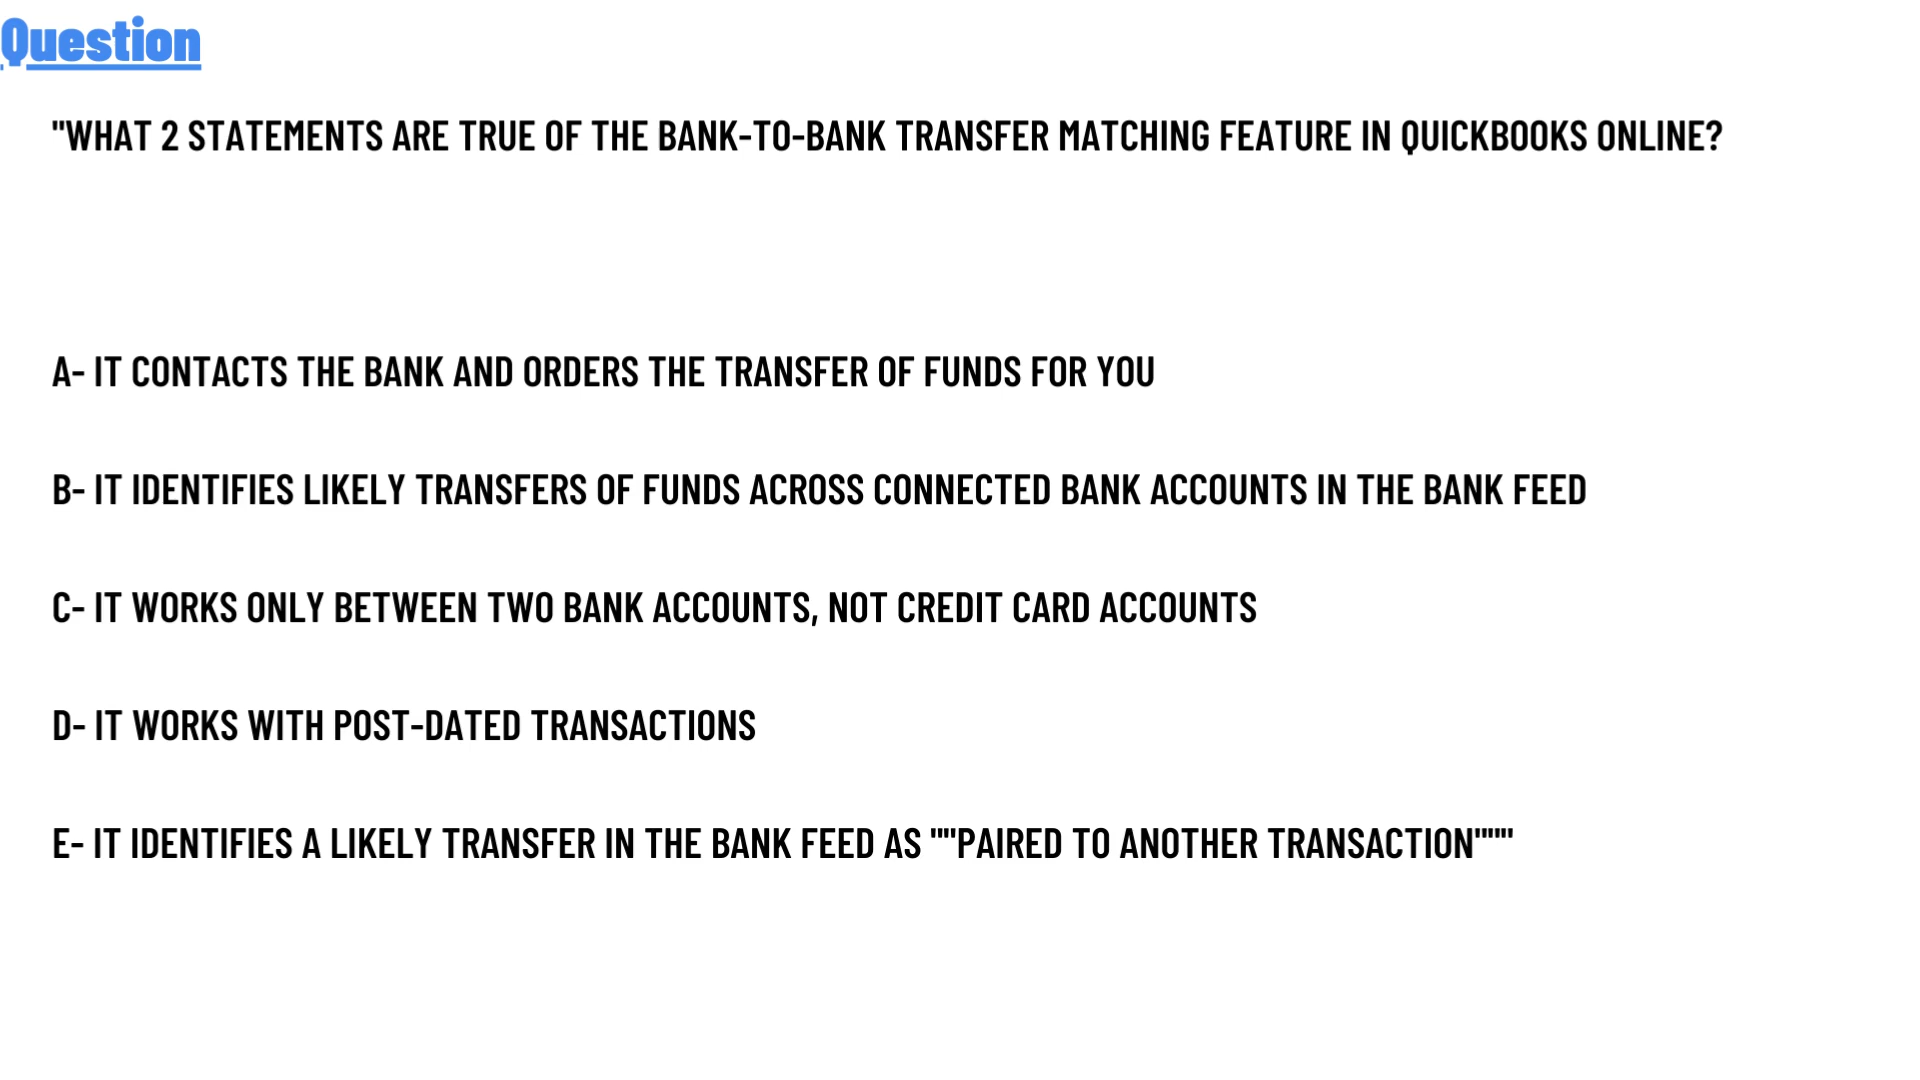 Question
"WHAT 2 STATEMENTS ARE TRUE OF THE BANK-TO-BANK TRANSFER MATCHING FEATURE IN QUICKBOOKS ONLINE?
A- IT CONTACTS THE BANK AND ORDERS THE TRANSFER OF FUNDS FOR YOU
B- IT IDENTIFIES LIKELY TRANSFERS OF FUNDS ACROSS CONNECTED BANK ACCOUNTS IN THE BANK FEED
C- IT WORKS ONLY BETWEEN TWO BANK ACCOUNTS, NOT CREDIT CARD ACCOUNTS
D- IT WORKS WITH POST-DATED TRANSACTIONS
E- IT IDENTIFIES A LIKELY TRANSFER IN THE BANK FEED AS ""PAIRED TO ANOTHER TRANSACTION"""